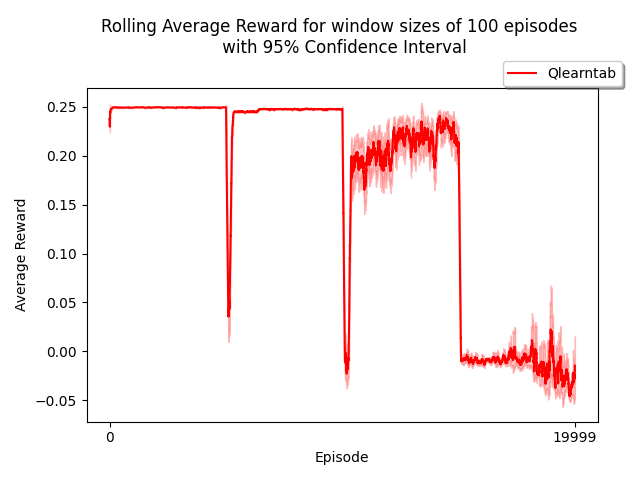 Rolling Average Reward for window sizes of 100 episodes
with 95% Confidence Interval
Qlearntab
0.25
0.20
0.15
0.10
0.05
0.00
−0.05
Average Reward
0
19999
Episode